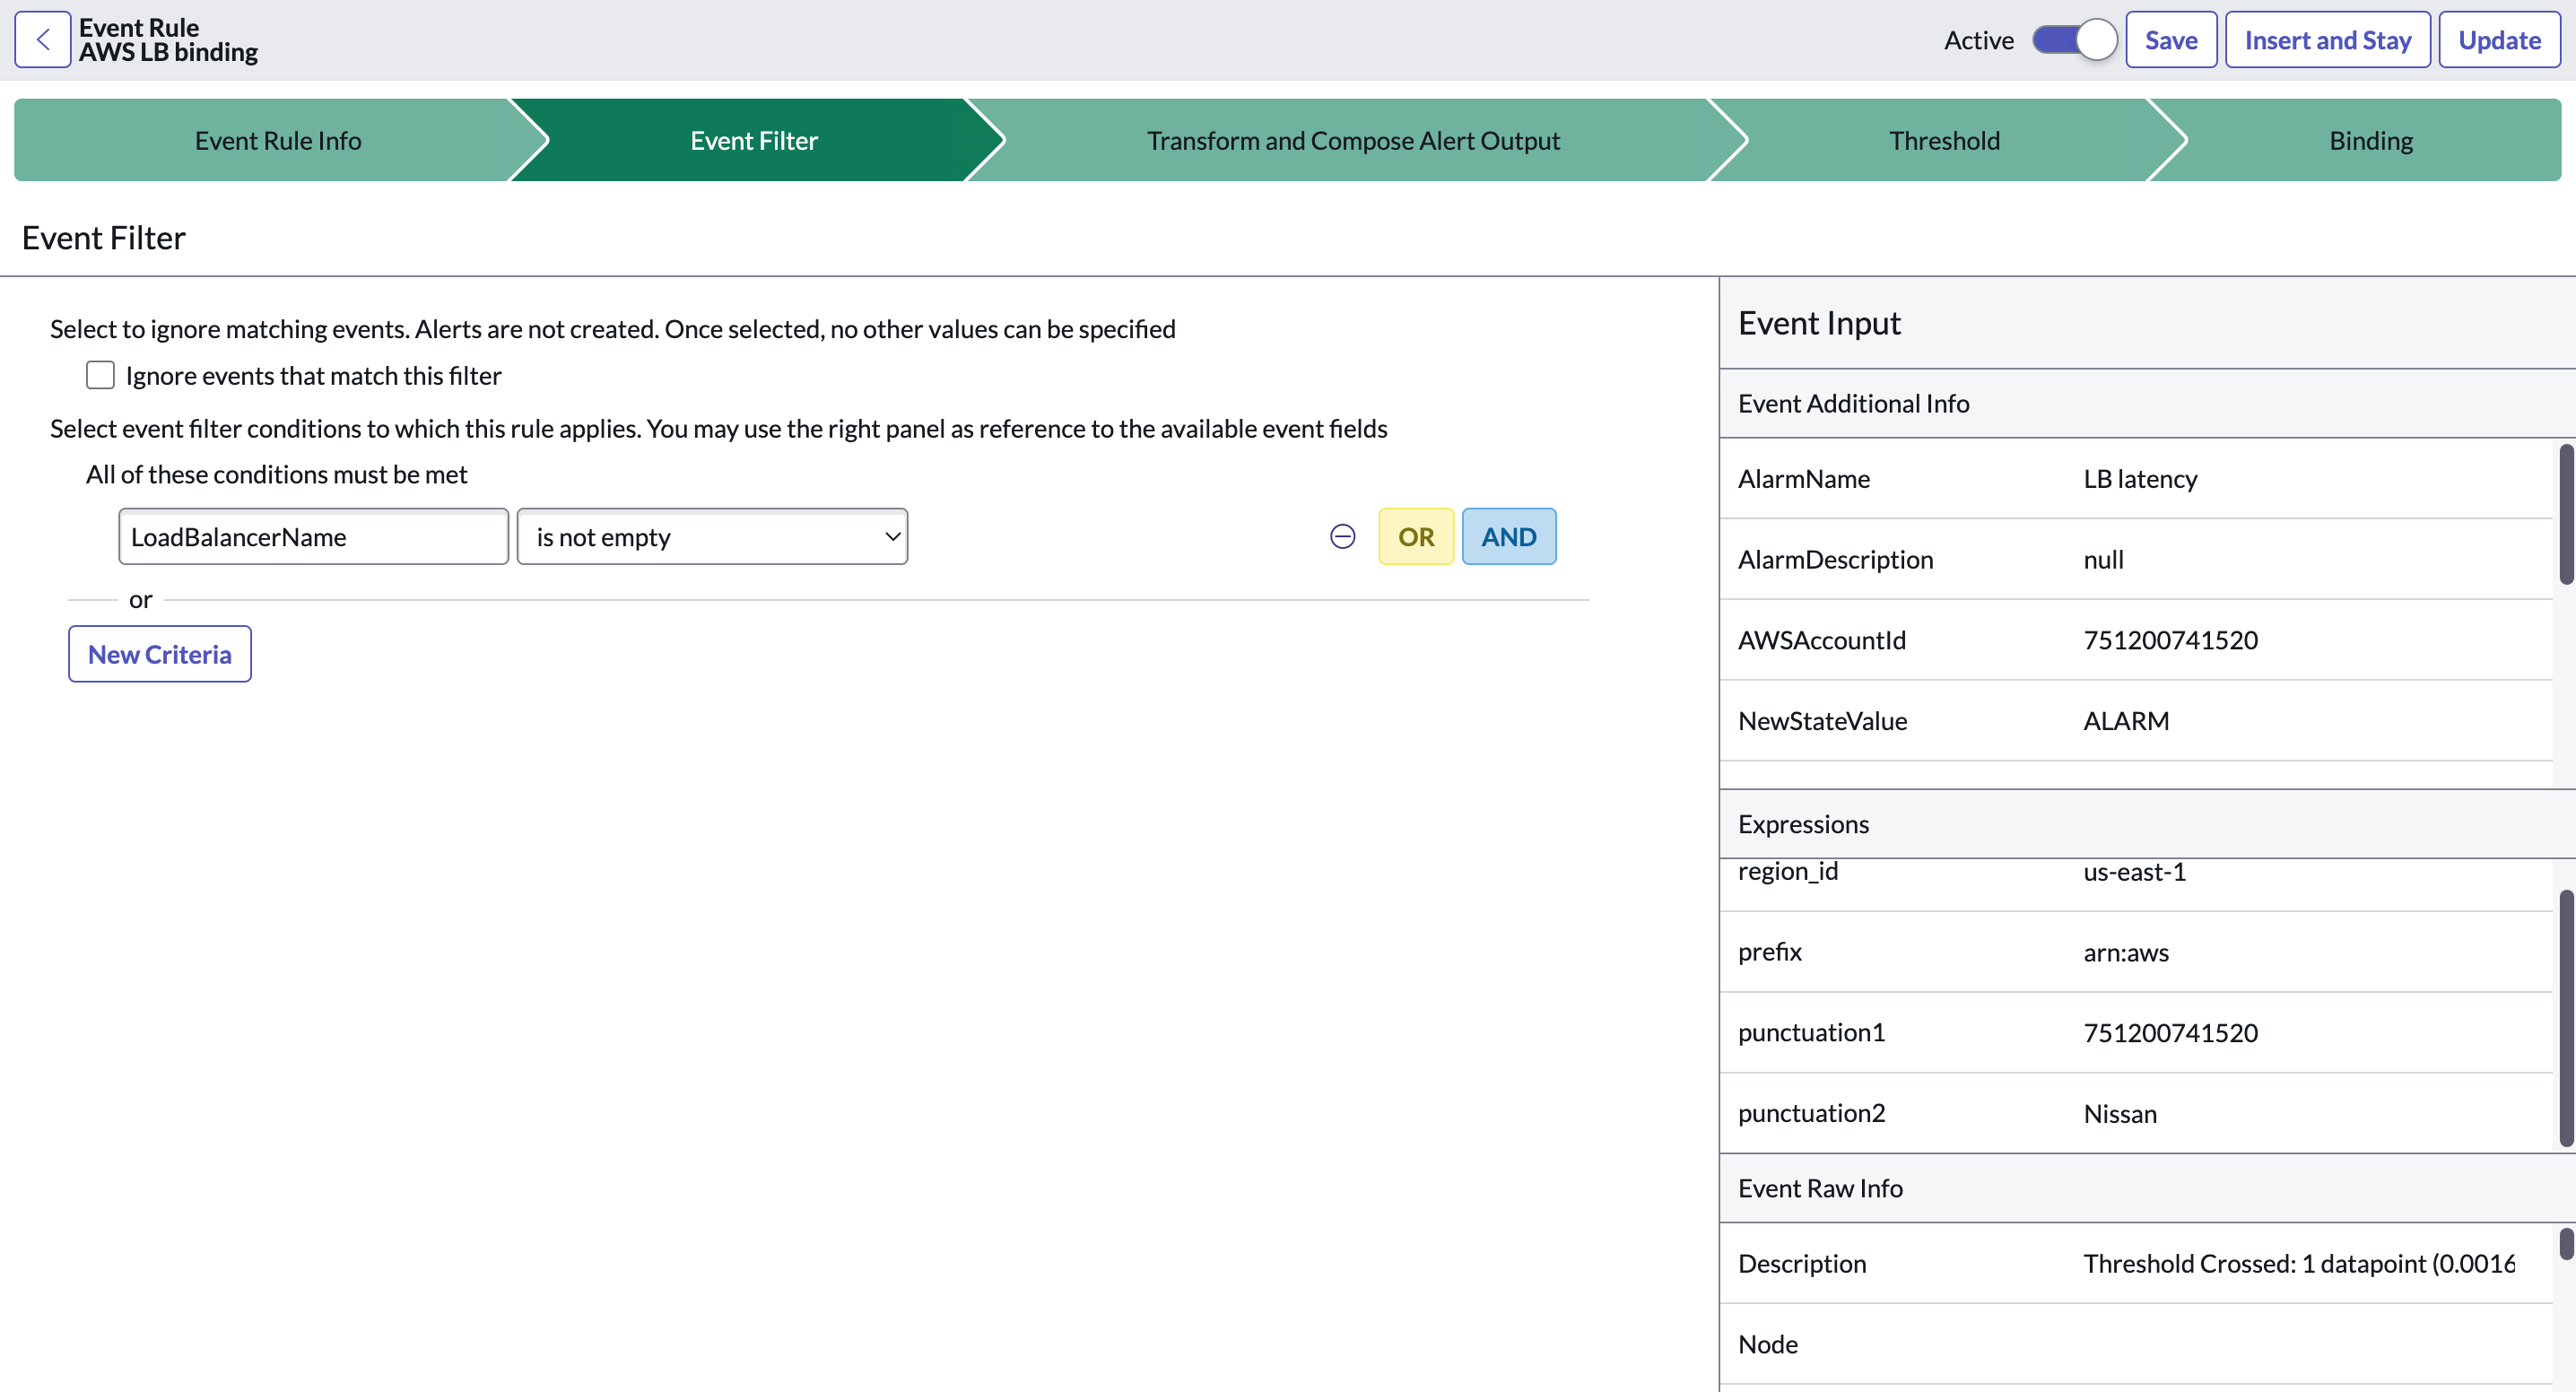 Event Rule
AWS LB binding
Active
Save
Insert and Stay
Update
Event Rule Info
Event Filter
Transform and Compose Alert Output
Threshold
Binding
Event Filter
Select to ignore matching events. Alerts are not created. Once selected, no other values can be specified
Ignore events that match this filter
Select event filter conditions to which this rule applies. You may use the right panel as reference to the available event fields
All of these conditions must be met
LoadBalancerName
is not empty
OR
AND
or
New Criteria
Event Input
Event Additional Info
AlarmName LB latency
AlarmDescription null
AWSAccountId 751200741520
NewStateValue ALARM
Expressions
region_id us-east-1
prefix arn:aws
punctuation1 751200741520
punctuation2 Nissan
Event Raw Info
Description Threshold Crossed: 1 datapoint (0.0016
Node